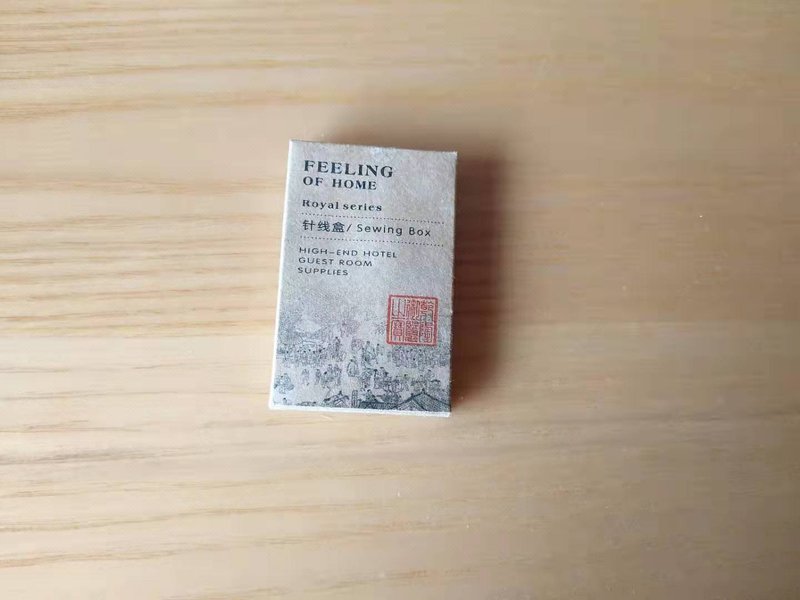 FEELING
OF HOME
Royal series
针线盒/ Sewing Box
HIGH-END HOTEL
GUEST ROOM
SUPPLIES